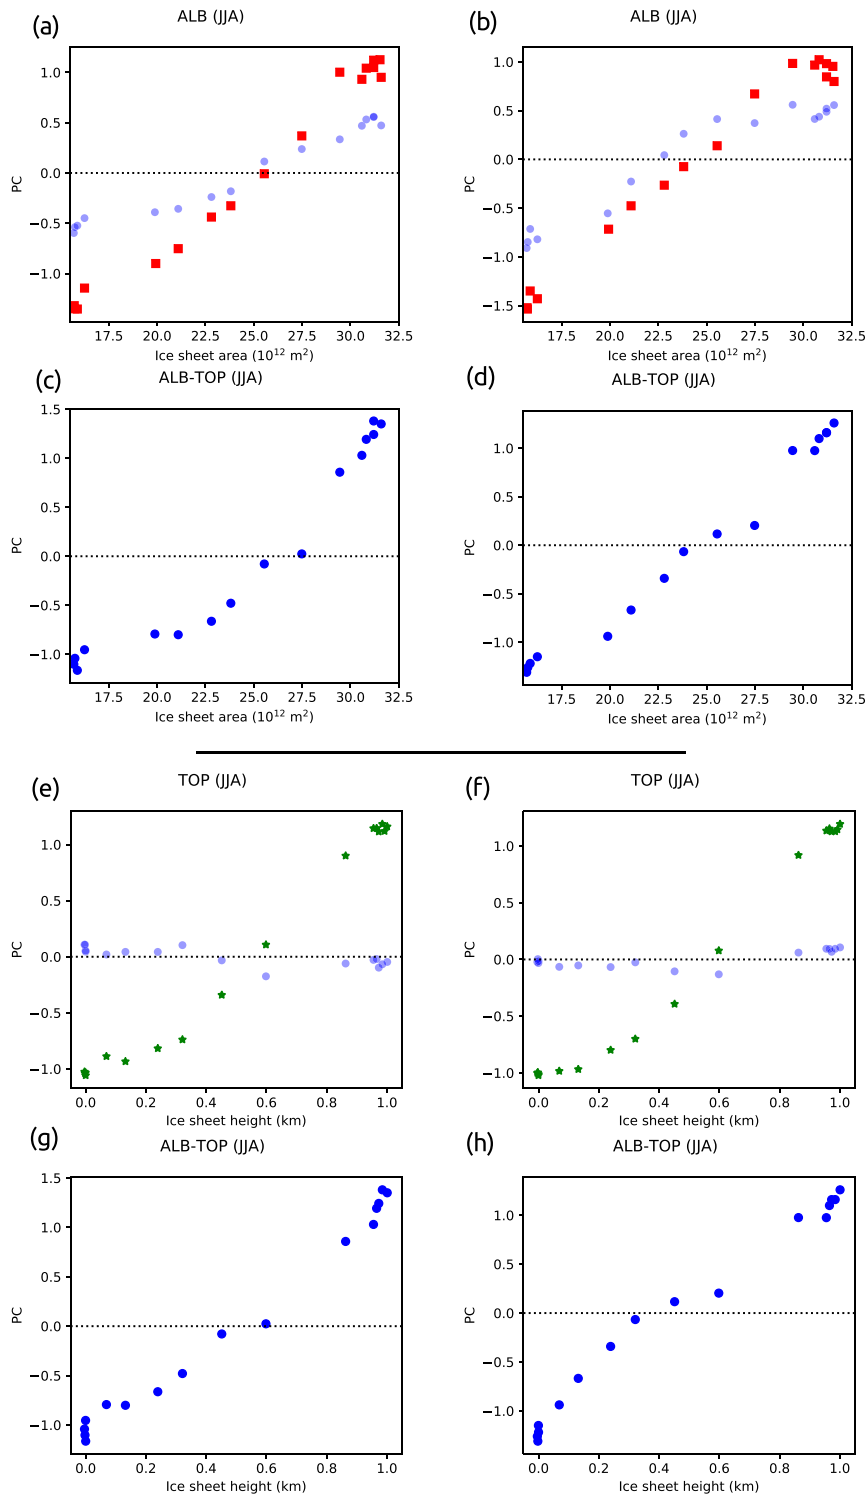 (a)
ALB (JJA)
PC
1.0
0.5
0.0
−0.5
−1.0
17.5 20.0 22.5 25.0 27.5 30.0 32.5
Ice sheet area (10¹² m²)
(b)
ALB (JJA)
PC
1.0
0.5
0.0
−0.5
−1.0
−1.5
17.5 20.0 22.5 25.0 27.5 30.0 32.5
Ice sheet area (10¹² m²)
(c)
ALB-TOP (JJA)
PC
1.5
1.0
0.5
0.0
−0.5
−1.0
17.5 20.0 22.5 25.0 27.5 30.0 32.5
Ice sheet area (10¹² m²)
(d)
ALB-TOP (JJA)
PC
1.0
0.5
0.0
−0.5
−1.0
17.5 20.0 22.5 25.0 27.5 30.0 32.5
Ice sheet area (10¹² m²)
(e)
TOP (JJA)
PC
1.0
0.5
0.0
−0.5
−1.0
0.0 0.2 0.4 0.6 0.8 1.0
Ice sheet height (km)
(f)
TOP (JJA)
PC
1.0
0.5
0.0
−0.5
−1.0
0.0 0.2 0.4 0.6 0.8 1.0
Ice sheet height (km)
(g)
ALB-TOP (JJA)
PC
1.5
1.0
0.5
0.0
−0.5
−1.0
0.0 0.2 0.4 0.6 0.8 1.0
Ice sheet height (km)
(h)
ALB-TOP (JJA)
PC
1.0
0.5
0.0
−0.5
−1.0
0.0 0.2 0.4 0.6 0.8 1.0
Ice sheet height (km)